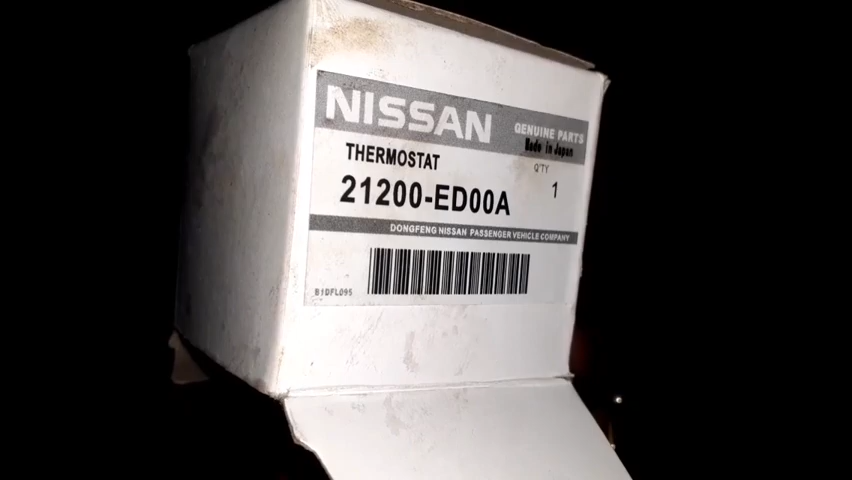 NISSAN
GENUINE PARTS
Made in Japan
THERMOSTAT
Q'TY
21200-ED00A
1
DONGFENG NISSAN PASSENGER VEHICLE COMPANY
B1DFL095